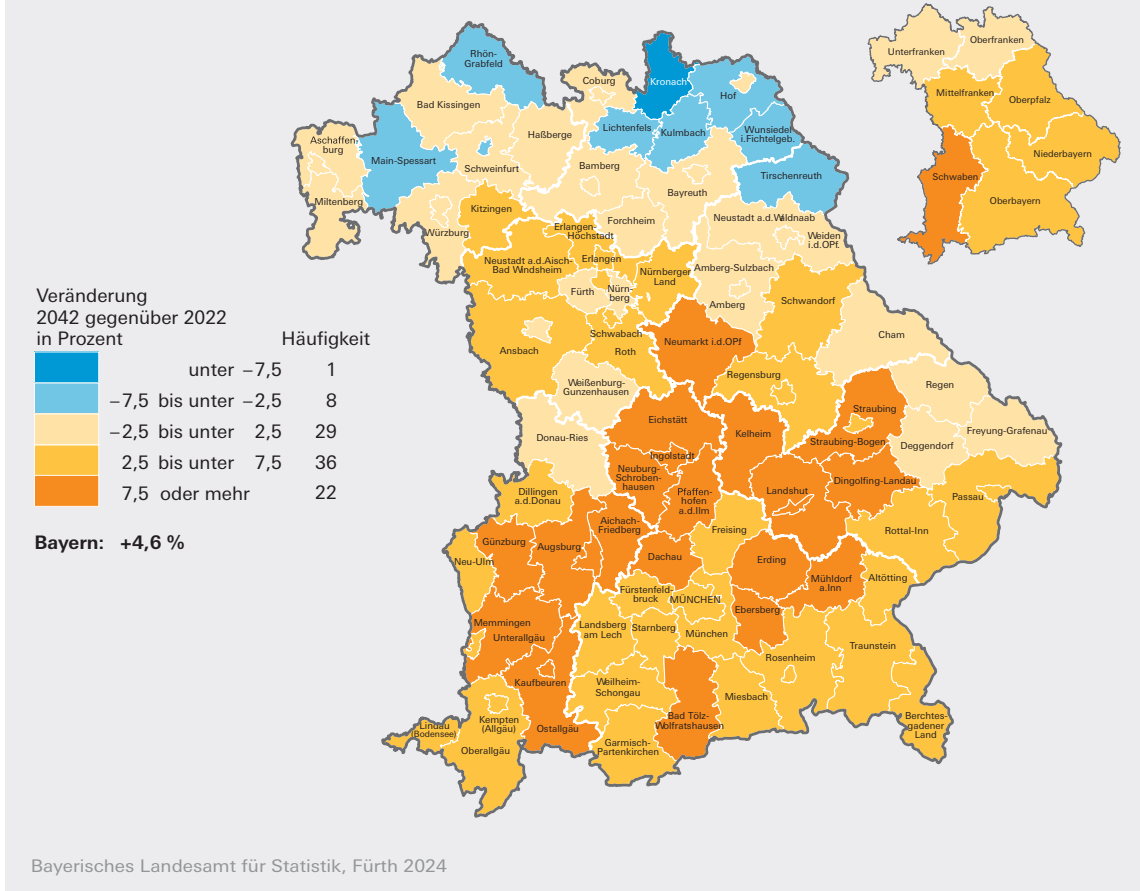 Unterfranken
Oberfranken
Mittelfranken
Oberpfalz
Niederbayern
Schwaben
Oberbayern
Rhön-
Grabfeld
Coburg
Kronach
Hof
Bad Kissingen
Lichtenfels
Kulmbach
Wunsiedel
i.Fichtelgeb.
Haßberge
Aschaffen-
burg
Main-Spessart
Schweinfurt
Bamberg
Tirschenreuth
Bayreuth
Miltenberg
Kitzingen
Würzburg
Forchheim
Neustadt a.d.Waldnaab
Erlangen-
Höchstadt
Weiden
i.d.OPf.
Neustadt a.d.Aisch-
Bad Windsheim
Erlangen
Nürnberger
Land
Amberg-Sulzbach
Fürth
Nürn-
berg
Amberg
Schwandorf
Schwabach
Roth
Ansbach
Neumarkt i.d.OPf
Cham
Weißenburg-
Gunzenhausen
Regensburg
Regen
Straubing
Eichstätt
Kelheim
Straubing-Bogen
Freyung-Grafenau
Deggendorf
Donau-Ries
Ingolstadt
Neuburg-
Schroben-
hausen
Pfaffen-
hofen
a.d.Ilm
Landshut
Dingolfing-Landau
Passau
Dillingen
a.d.Donau
Aichach-
Friedberg
Freising
Rottal-Inn
Günzburg
Augsburg
Neu-Ulm
Dachau
Erding
Mühldorf
a.Inn
Altötting
Fürstenfeld-
bruck
MÜNCHEN
Ebersberg
Memmingen
Unterallgäu
Landsberg
am Lech
Starnberg
München
Traunstein
Rosenheim
Kaufbeuren
Weilheim-
Schongau
Miesbach
Bad Tölz-
Wolfratshausen
Berchtes-
gadener
Land
Lindau
(Bodensee)
Kempten
(Allgäu)
Ostallgäu
Oberallgäu
Garmisch-
Partenkirchen
Veränderung
2042 gegenüber 2022
in Prozent Häufigkeit
unter −7,5 1
−7,5 bis unter −2,5 8
−2,5 bis unter 2,5 29
2,5 bis unter 7,5 36
7,5 oder mehr 22
Bayern: +4,6 %
Bayerisches Landesamt für Statistik, Fürth 2024